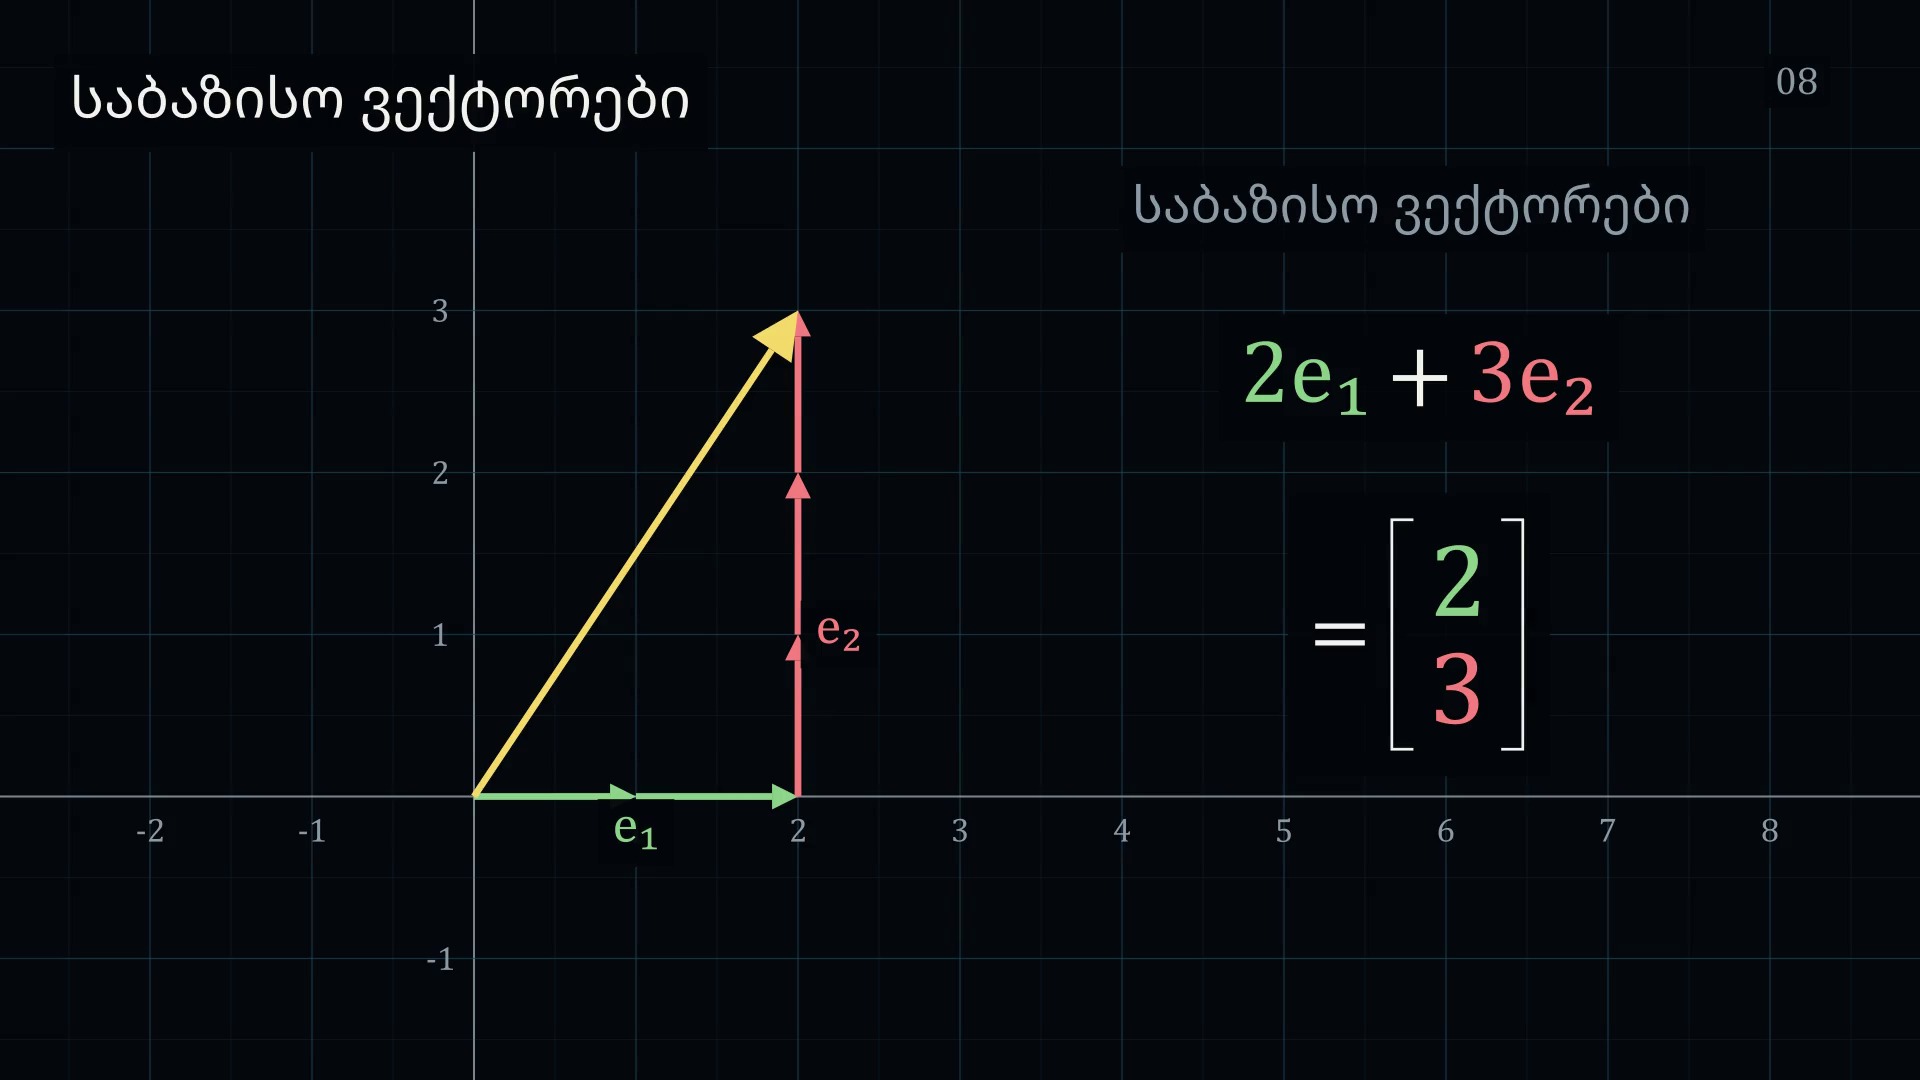 საბაზისო ვექტორები
08
საბაზისო ვექტორები
2e₁ + 3e₂
= [2
3]
3
2
1
-1
e₂
e₁
-2 -1 2 3 4 5 6 7 8